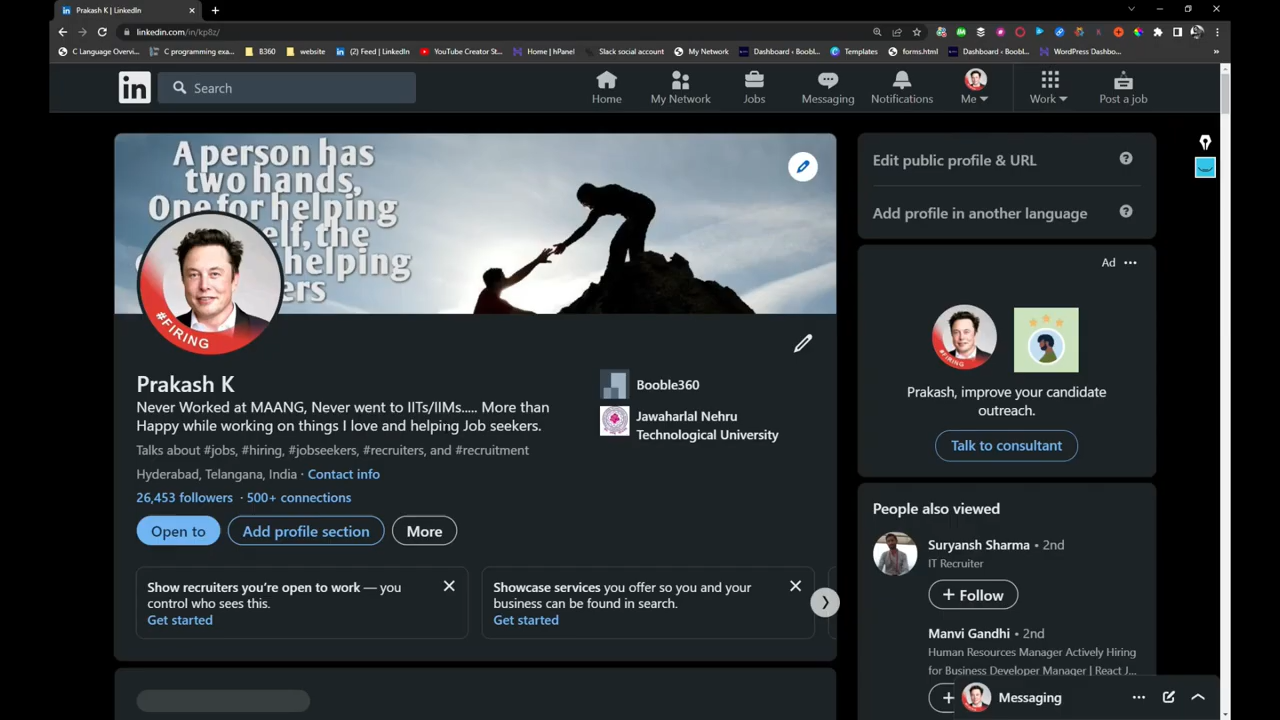 Prakash K | LinkedIn
linkedin.com/in/kp8z/
C Language Overvi...
C programming exa...
B360
website
(2) Feed | LinkedIn
YouTube Creator St...
Home | hPanel
Slack social account
My Network
Dashboard ‹ Boobl...
Templates
forms.html
Dashboard ‹ Boobl...
WordPress Dashbo...
in
Search
Home
My Network
Jobs
Messaging
Notifications
Me
Work
Post a job
A person has
two hands,
One for helping
self, the
helping
ers
#FIRING
Prakash K
Never Worked at MAANG, Never went to IITs/IIMs..... More than
Happy while working on things I love and helping Job seekers.
Talks about #jobs, #hiring, #jobseekers, #recruiters, and #recruitment
Hyderabad, Telangana, India · Contact info
26,453 followers · 500+ connections
Open to
Add profile section
More
Booble360
Jawaharlal Nehru
Technological University
Show recruiters you're open to work — you
control who sees this.
Get started
Showcase services you offer so you and your
business can be found in search.
Get started
Edit public profile & URL
Add profile in another language
Ad
#FIRING
Prakash, improve your candidate
outreach.
Talk to consultant
People also viewed
Suryansh Sharma • 2nd
IT Recruiter
+ Follow
Manvi Gandhi • 2nd
Human Resources Manager Actively Hiring
for Business Developer Manager | React J...
Messaging